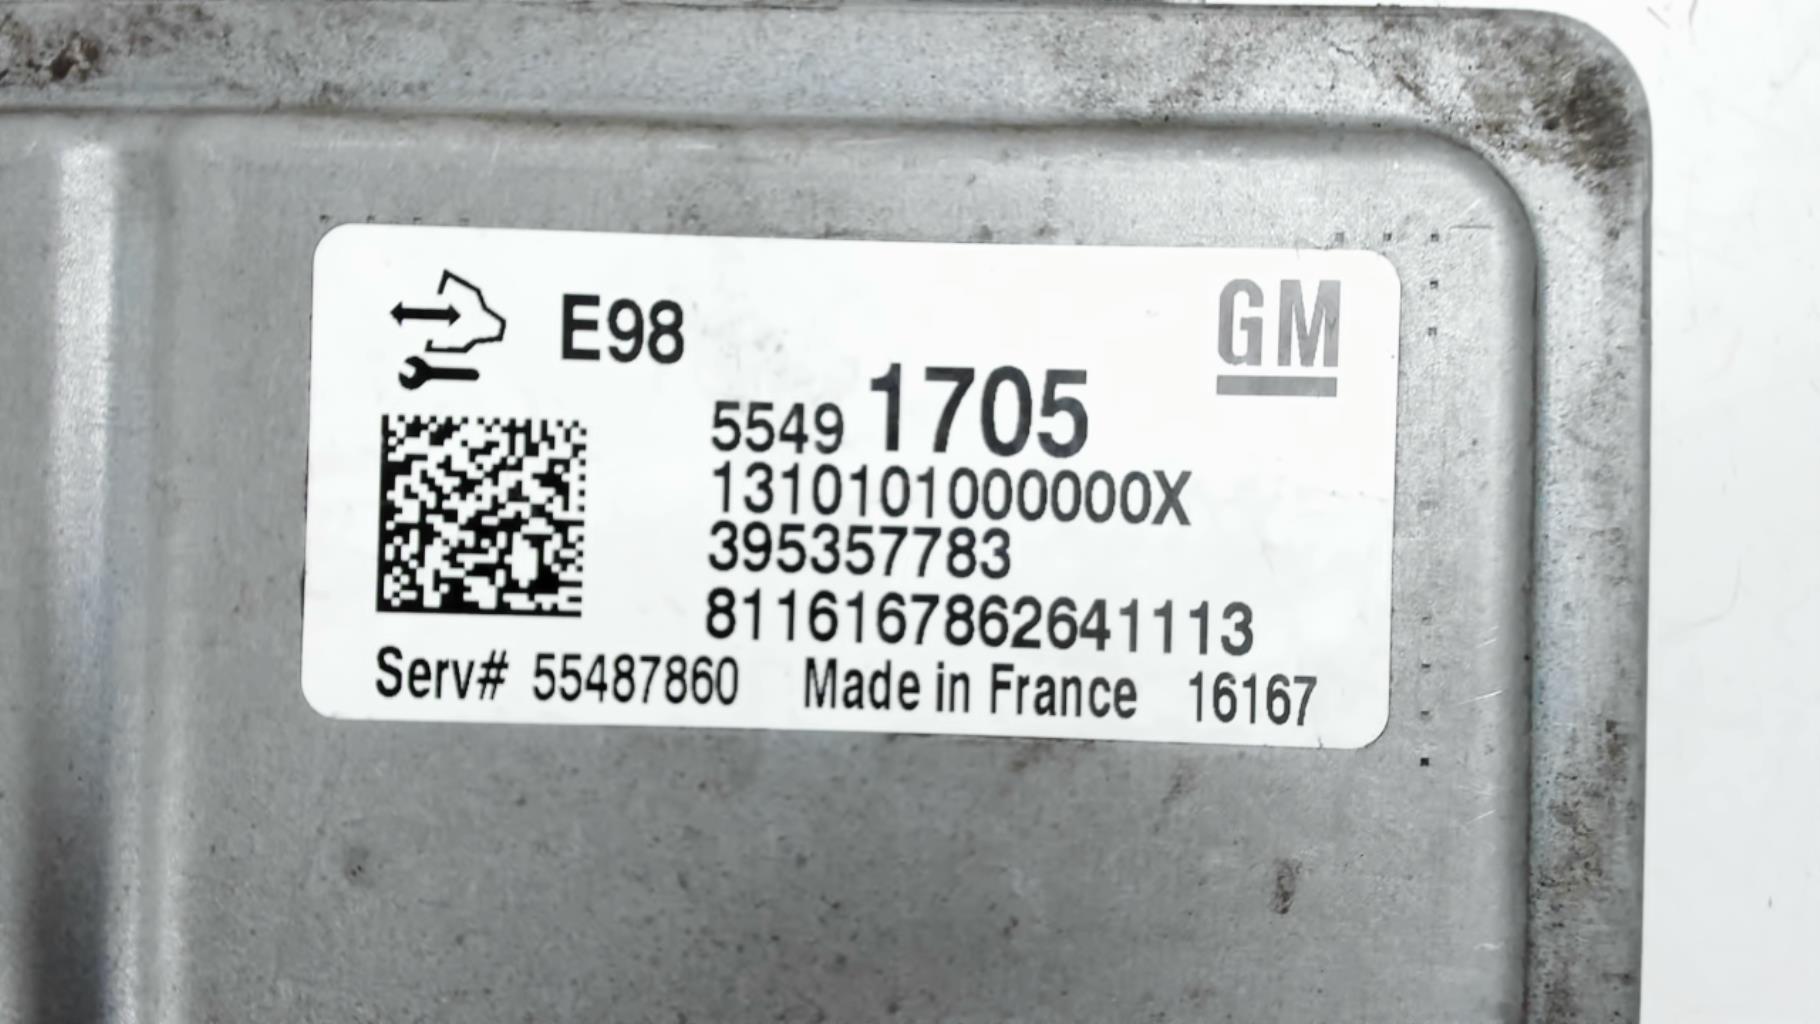 E98
GM
5549 1705
1310101000000X
395357783
8116167862641113
Serv# 55487860 Made in France 16167